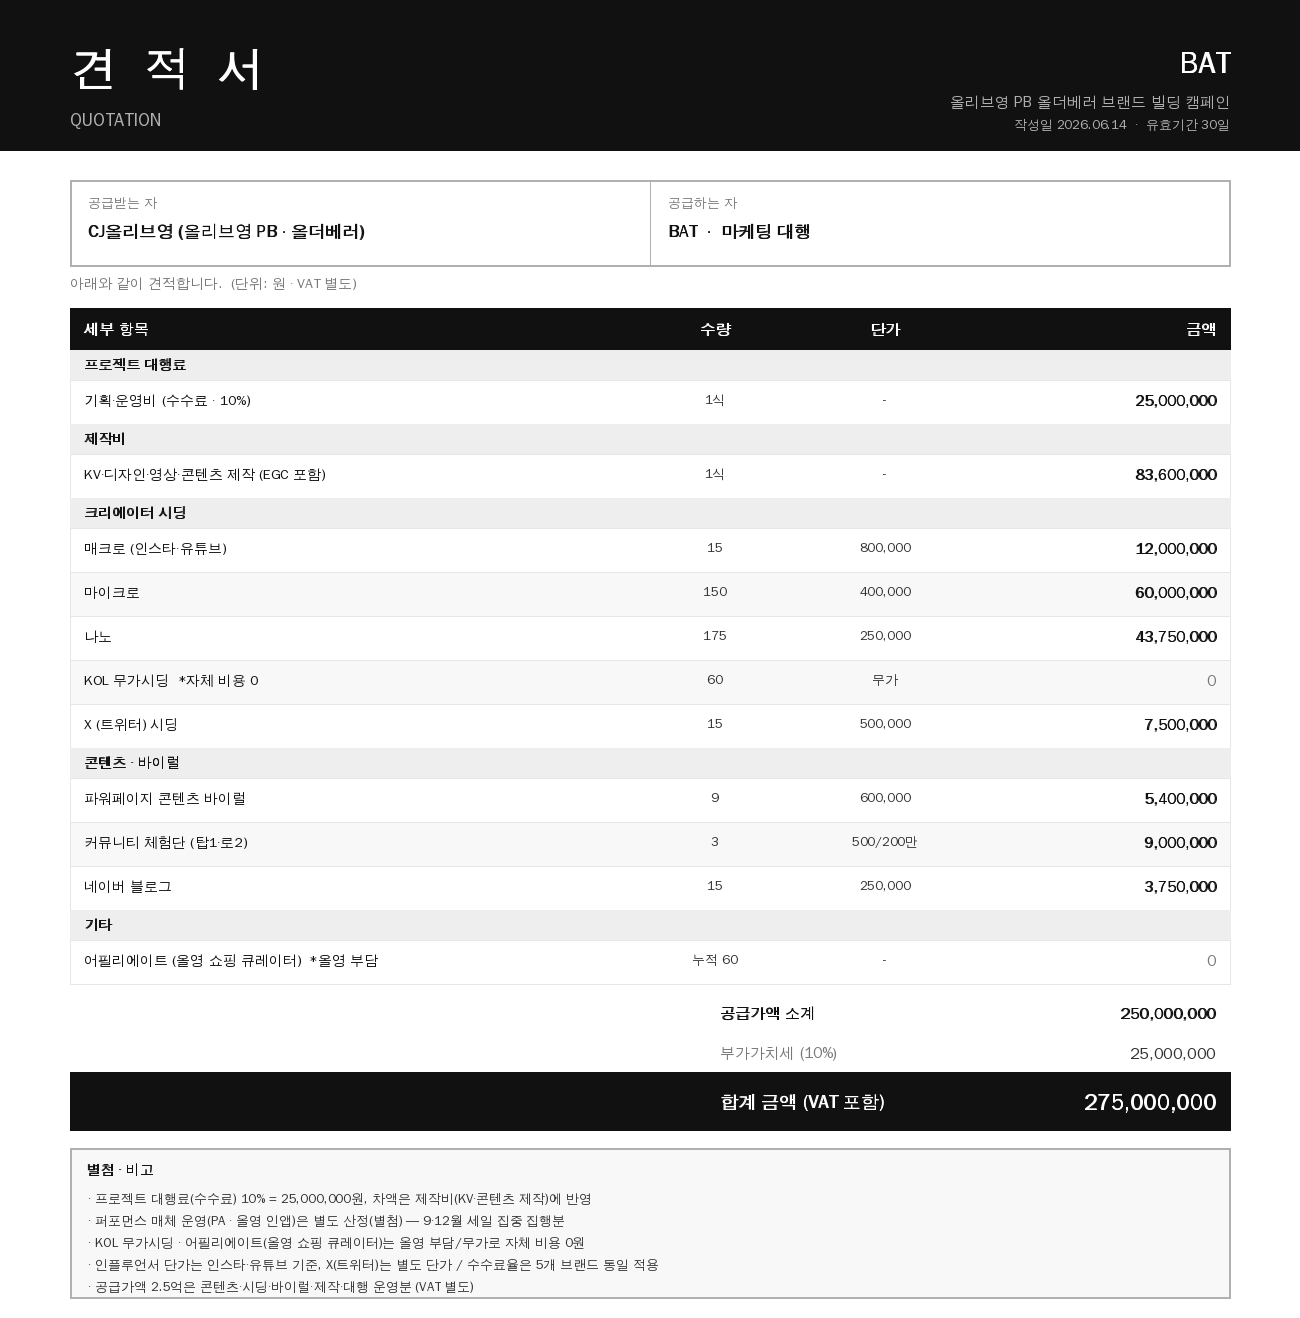 견 적 서
QUOTATION
BAT
올리브영 PB 올더베러 브랜드 빌딩 캠페인
작성일 2026.06.14 · 유효기간 30일
공급받는 자
CJ올리브영 (올리브영 PB · 올더베러)
공급하는 자
BAT · 마케팅 대행
아래와 같이 견적합니다. (단위: 원 · VAT 별도)
세부 항목 수량 단가 금액
프로젝트 대행료
기획·운영비 (수수료 · 10%) 1식 - 25,000,000
제작비
KV·디자인·영상·콘텐츠 제작 (EGC 포함) 1식 - 83,600,000
크리에이터 시딩
매크로 (인스타·유튜브) 15 800,000 12,000,000
마이크로 150 400,000 60,000,000
나노 175 250,000 43,750,000
KOL 무가시딩 *자체 비용 0 60 무가 0
X (트위터) 시딩 15 500,000 7,500,000
콘텐츠 · 바이럴
파워페이지 콘텐츠 바이럴 9 600,000 5,400,000
커뮤니티 체험단 (탑1·로2) 3 500/200만 9,000,000
네이버 블로그 15 250,000 3,750,000
기타
어필리에이트 (올영 쇼핑 큐레이터) *올영 부담 누적 60 - 0
공급가액 소계 250,000,000
부가가치세 (10%) 25,000,000
합계 금액 (VAT 포함) 275,000,000
별첨 · 비고
· 프로젝트 대행료(수수료) 10% = 25,000,000원, 차액은 제작비(KV·콘텐츠 제작)에 반영
· 퍼포먼스 매체 운영(PA · 올영 인앱)은 별도 산정(별첨) — 9·12월 세일 집중 집행분
· KOL 무가시딩 · 어필리에이트(올영 쇼핑 큐레이터)는 올영 부담/무가로 자체 비용 0원
· 인플루언서 단가는 인스타·유튜브 기준, X(트위터)는 별도 단가 / 수수료율은 5개 브랜드 통일 적용
· 공급가액 2.5억은 콘텐츠·시딩·바이럴·제작·대행 운영분 (VAT 별도)